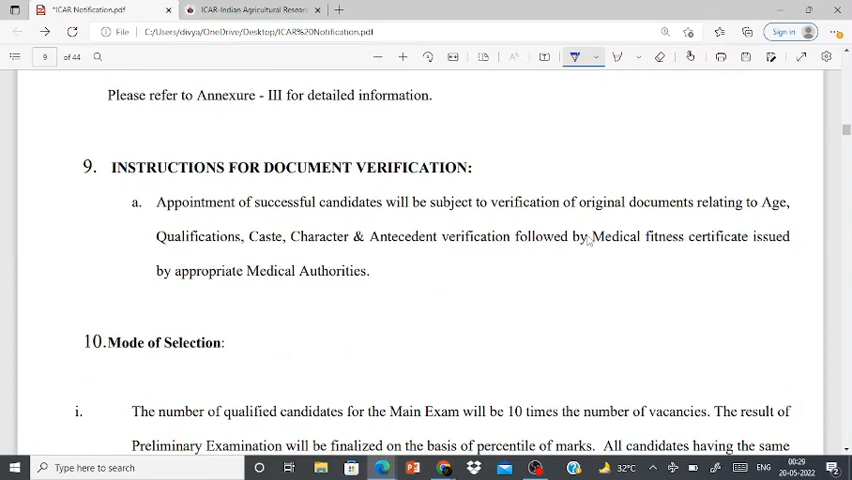 *ICAR Notification.pdf
ICAR-Indian Agricultural Resear
File
C:/Users/divya/OneDrive/Desktop/ICAR%20Notification.pdf
Sign in
9 of 44
Please refer to Annexure - III for detailed information.
9. INSTRUCTIONS FOR DOCUMENT VERIFICATION:
a. Appointment of successful candidates will be subject to verification of original documents relating to Age,
Qualifications, Caste, Character & Antecedent verification followed by Medical fitness certificate issued
by appropriate Medical Authorities.
10.Mode of Selection:
i. The number of qualified candidates for the Main Exam will be 10 times the number of vacancies. The result of
Preliminary Examination will be finalized on the basis of percentile of marks. All candidates having the same
Type here to search
32°C
ENG
00:29
20-05-2022
2